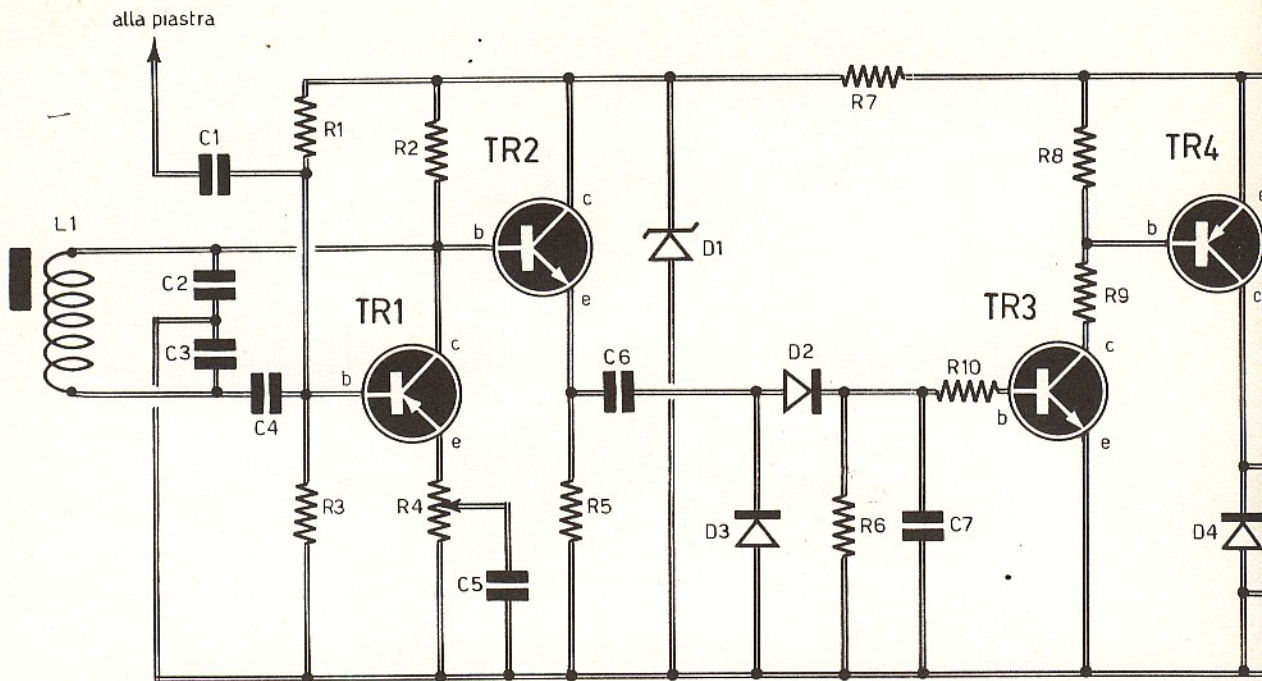 alla piastra
C1
R1
R2
TR2
R7
R8
TR4
L1
b
c
e
D1
b
e
c
C2
C3
TR1
R9
TR3
C4
b
c
e
C6
D2
R10
c
b
e
R3
R4
C5
R5
D3
R6
C7
D4